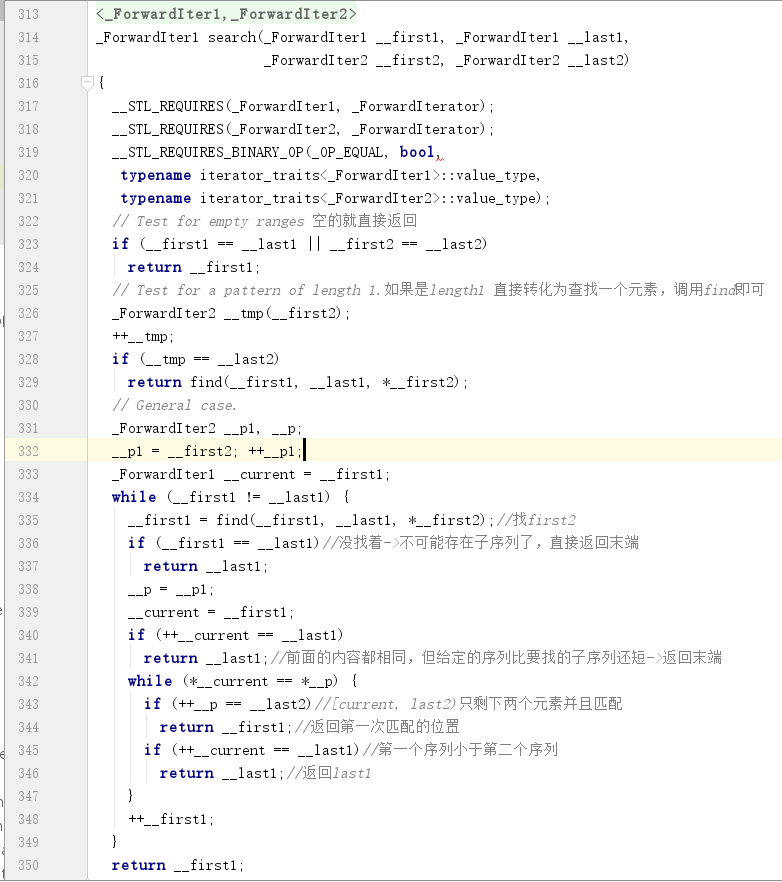 313 <_ForwardIter1,_ForwardIter2>
314 _ForwardIter1 search(_ForwardIter1 __first1, _ForwardIter1 __last1,
315 _ForwardIter2 __first2, _ForwardIter2 __last2)
316 {
317 __STL_REQUIRES(_ForwardIter1, _ForwardIterator);
318 __STL_REQUIRES(_ForwardIter2, _ForwardIterator);
319 __STL_REQUIRES_BINARY_OP(_OP_EQUAL, bool,
320 typename iterator_traits<_ForwardIter1>::value_type,
321 typename iterator_traits<_ForwardIter2>::value_type);
322 // Test for empty ranges 空的就直接返回
323 if (__first1 == __last1 || __first2 == __last2)
324 return __first1;
325 // Test for a pattern of length 1.如果是length1 直接转化为查找一个元素，调用find即可
326 _ForwardIter2 __tmp(__first2);
327 ++__tmp;
328 if (__tmp == __last2)
329 return find(__first1, __last1, *__first2);
330 // General case.
331 _ForwardIter2 __p1, __p;
332 __p1 = __first2; ++__p1;
333 _ForwardIter1 __current = __first1;
334 while (__first1 != __last1) {
335 __first1 = find(__first1, __last1, *__first2);//找first2
336 if (__first1 == __last1)//没找着->不可能存在子序列了，直接返回末端
337 return __last1;
338 __p = __p1;
339 __current = __first1;
340 if (++__current == __last1)
341 return __last1;//前面的内容都相同，但给定的序列比要找的子序列还短->返回末端
342 while (*__current == *__p) {
343 if (++__p == __last2)//[current, last2)只剩下两个元素并且匹配
344 return __first1;//返回第一次匹配的位置
345 if (++__current == __last1)//第一个序列小于第二个序列
346 return __last1;//返回last1
347 }
348 ++__first1;
349 }
350 return __first1;